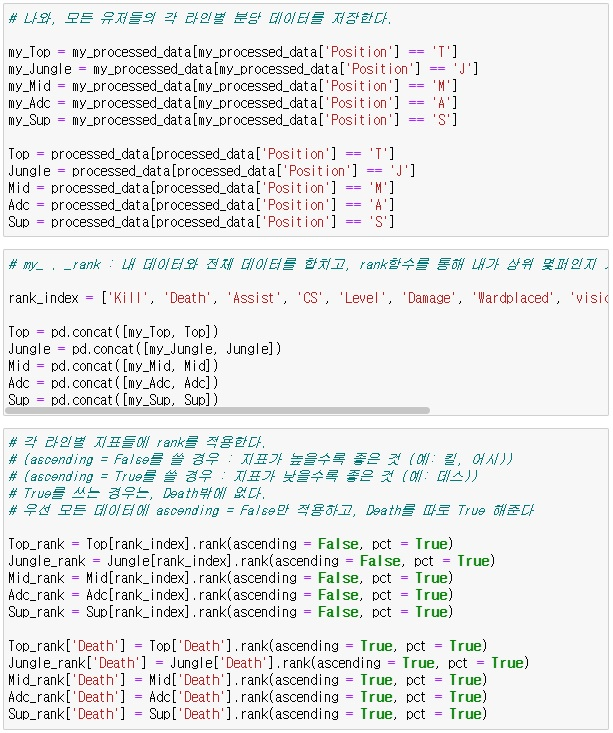 # 나와, 모든 유저들의 각 라인별 분당 데이터를 저장한다.
my_Top = my_processed_data[my_processed_data['Position'] == 'T']
my_Jungle = my_processed_data[my_processed_data['Position'] == 'J']
my_Mid = my_processed_data[my_processed_data['Position'] == 'M']
my_Adc = my_processed_data[my_processed_data['Position'] == 'A']
my_Sup = my_processed_data[my_processed_data['Position'] == 'S']
Top = processed_data[processed_data['Position'] == 'T']
Jungle = processed_data[processed_data['Position'] == 'J']
Mid = processed_data[processed_data['Position'] == 'M']
Adc = processed_data[processed_data['Position'] == 'A']
Sup = processed_data[processed_data['Position'] == 'S']
# my_ , _rank : 내 데이터와 전체 데이터를 합치고, rank함수를 통해 내가 상위 몇퍼인지
rank_index = ['Kill', 'Death', 'Assist', 'CS', 'Level', 'Damage', 'Wardplaced',
Top = pd.concat([my_Top, Top])
Jungle = pd.concat([my_Jungle, Jungle])
Mid = pd.concat([my_Mid, Mid])
Adc = pd.concat([my_Adc, Adc])
Sup = pd.concat([my_Sup, Sup])
# 각 라인별 지표들에 rank를 적용한다.
# (ascending = False를 쓸 경우 : 지표가 높을수록 좋은 것 (예: 킬, 어시))
# (ascending = True를 쓸 경우 : 지표가 낮을수록 좋은 것 (예: 데스))
# True를 쓰는 경우는, Death밖에 없다.
# 우선 모든 데이터에 ascending = False만 적용하고, Death를 따로 True 해준다
Top_rank = Top[rank_index].rank(ascending = False, pct = True)
Jungle_rank = Jungle[rank_index].rank(ascending = False, pct = True)
Mid_rank = Mid[rank_index].rank(ascending = False, pct = True)
Adc_rank = Adc[rank_index].rank(ascending = False, pct = True)
Sup_rank = Sup[rank_index].rank(ascending = False, pct = True)
Top_rank['Death'] = Top['Death'].rank(ascending = True, pct = True)
Jungle_rank['Death'] = Jungle['Death'].rank(ascending = True, pct = True)
Mid_rank['Death'] = Mid['Death'].rank(ascending = True, pct = True)
Adc_rank['Death'] = Adc['Death'].rank(ascending = True, pct = True)
Sup_rank['Death'] = Sup['Death'].rank(ascending = True, pct = True)